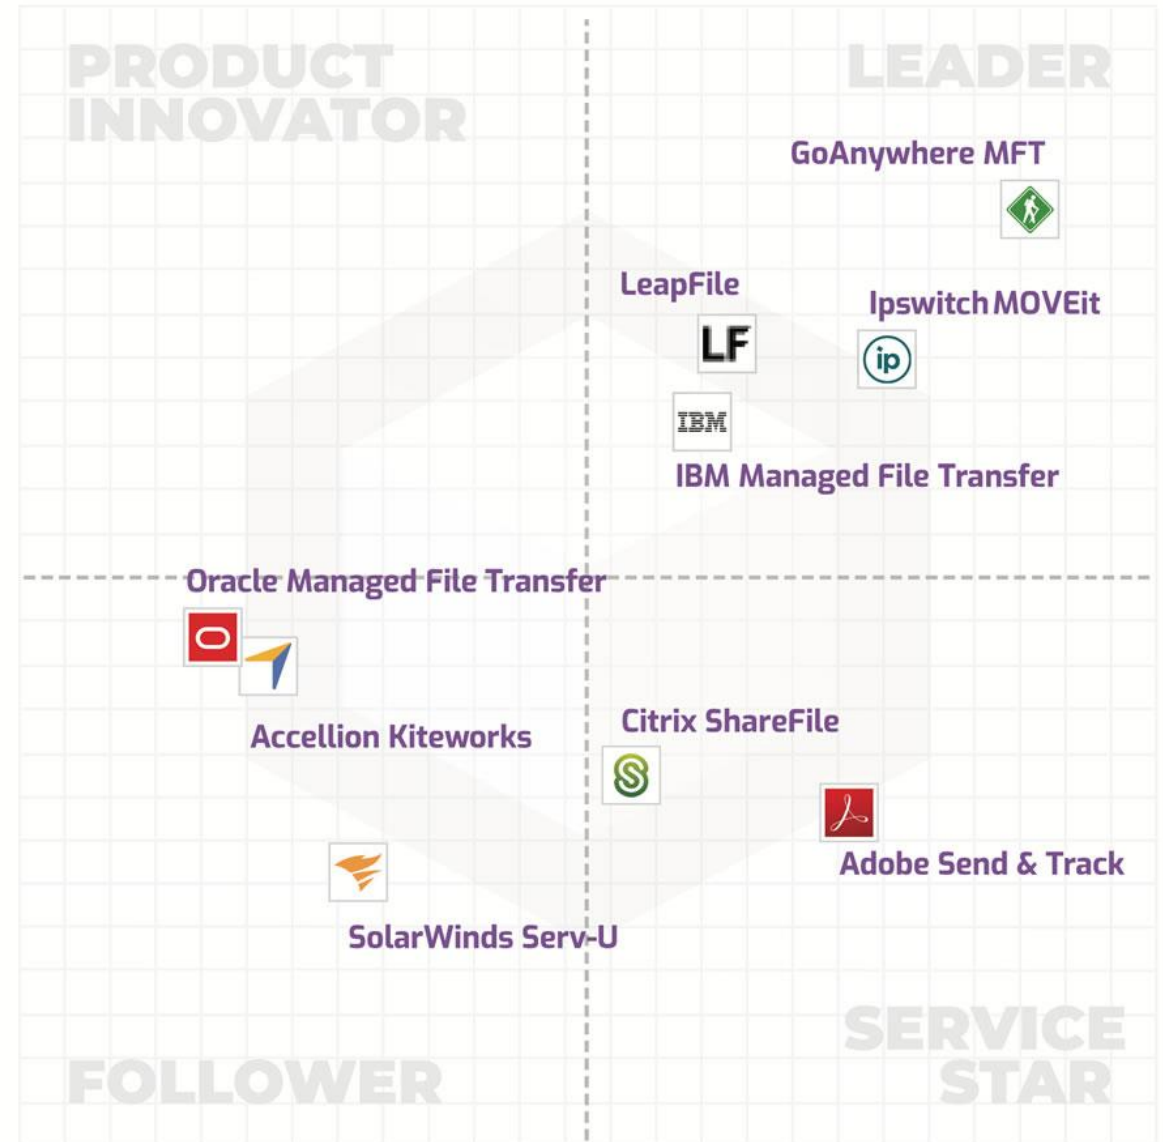 PRODUCT
INNOVATOR
LEADER
GoAnywhere MFT
LeapFile
Ipswitch MOVEit
LF
ip
IBM
IBM Managed File Transfer
Oracle Managed File Transfer
Accellion Kiteworks
Citrix ShareFile
S
Adobe Send & Track
SolarWinds Serv-U
SERVICE
STAR
FOLLOWER